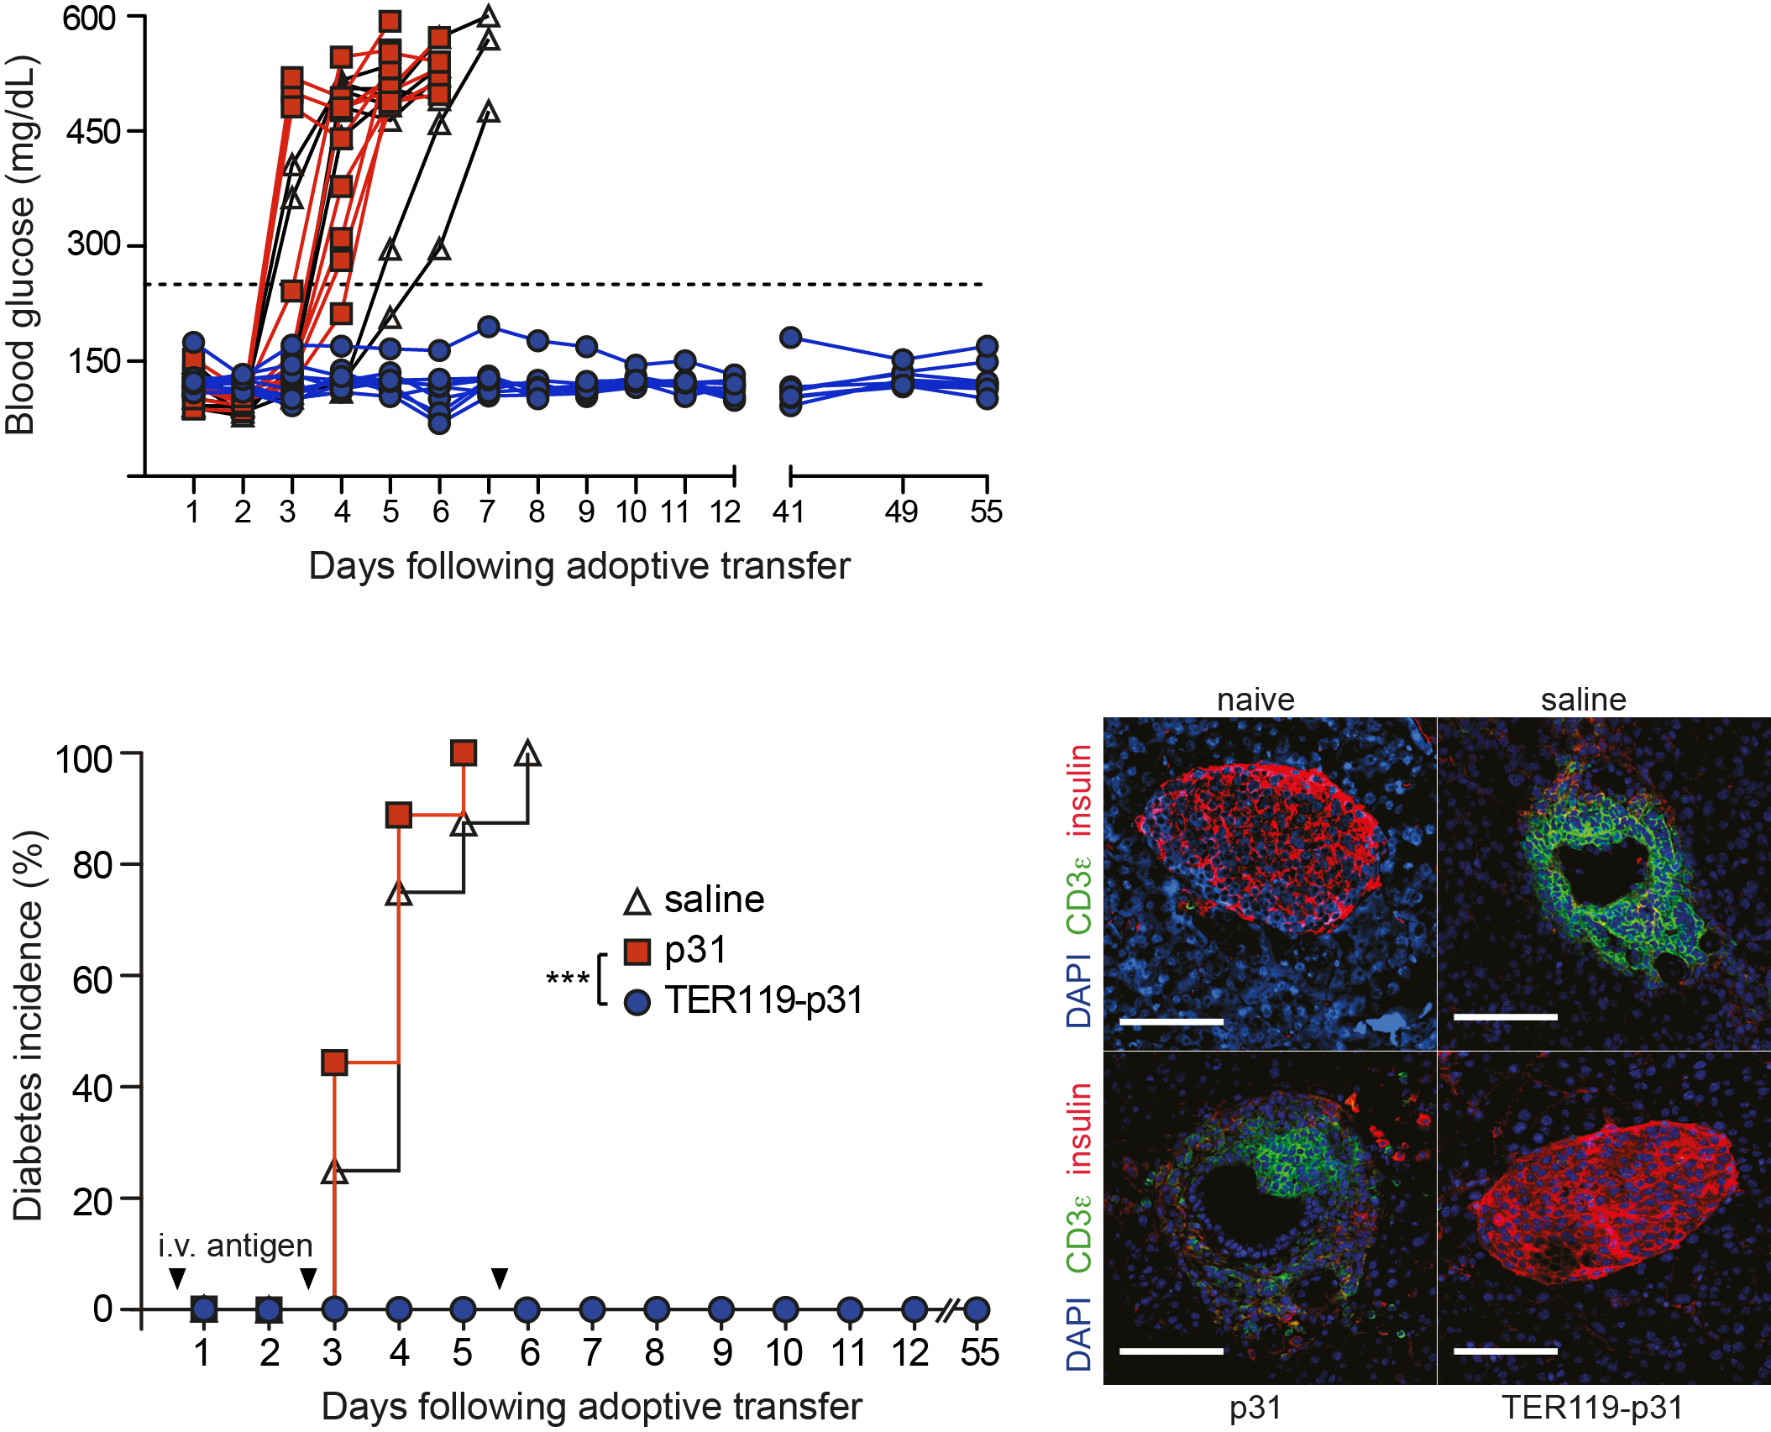 600
450
300
150
Blood glucose (mg/dL)
1 2 3 4 5 6 7 8 9 10 11 12 41 49 55
Days following adoptive transfer
100
80
60
40
20
0
Diabetes incidence (%)
i.v. antigen
saline
p31
***
TER119-p31
1 2 3 4 5 6 7 8 9 10 11 12 55
Days following adoptive transfer
naive saline
DAPI CD3ε insulin
DAPI CD3ε insulin
p31 TER119-p31